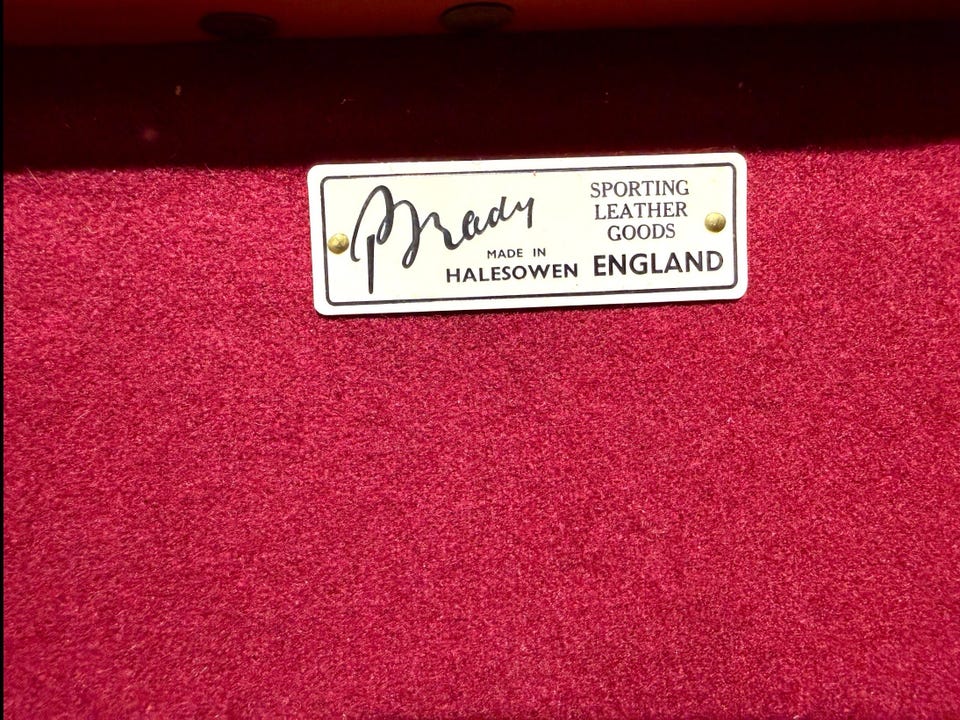 Brady
MADE IN
HALESOWEN ENGLAND
SPORTING
LEATHER
GOODS